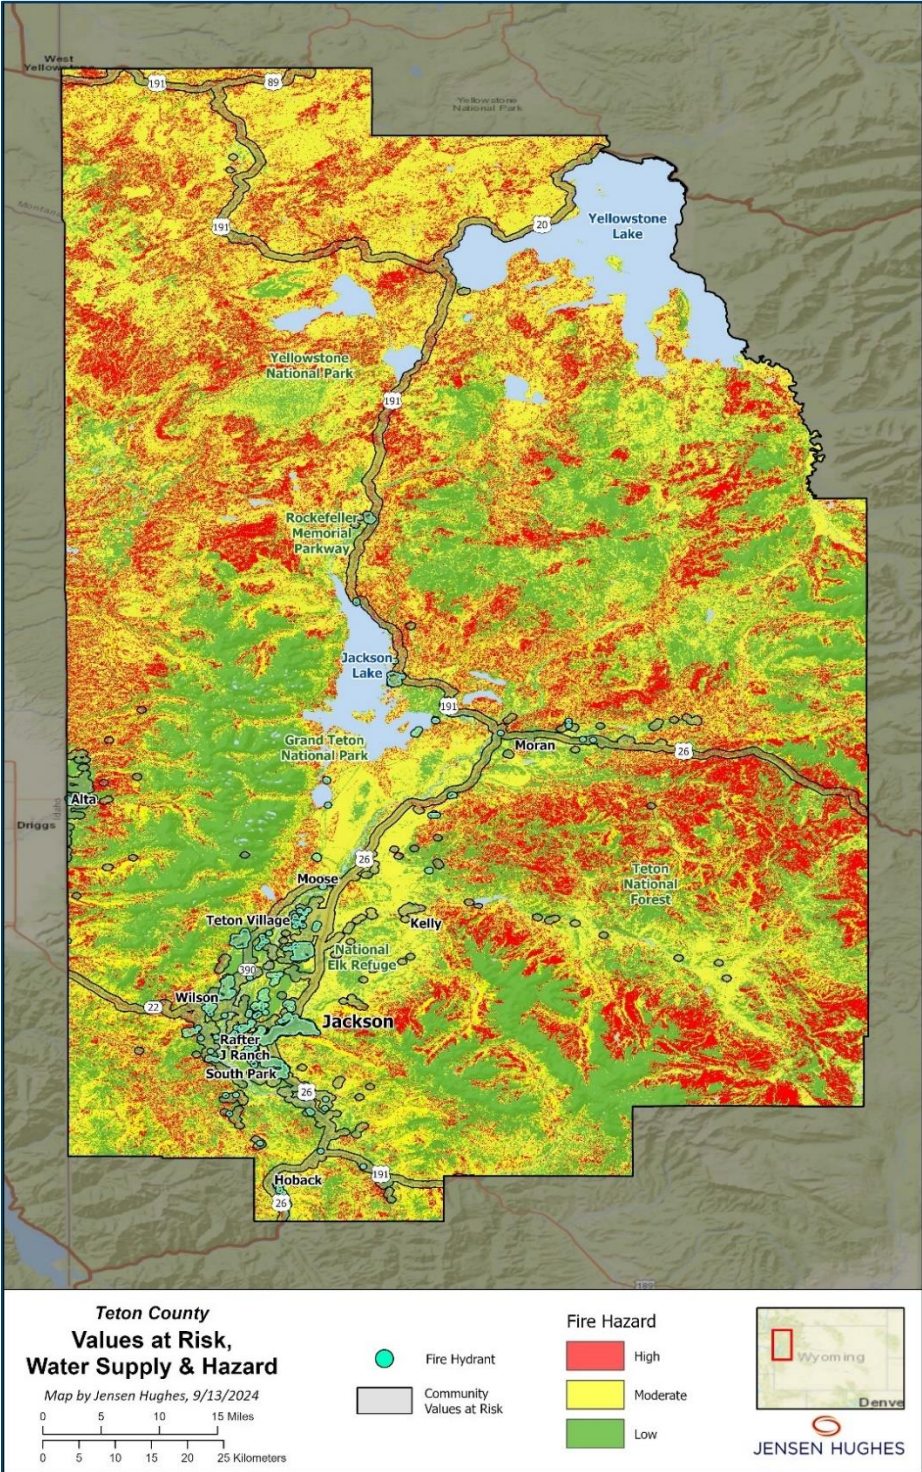 West
Yellowstone
191
89
Yellowstone
National Park
Montana
191
20
Yellowstone
Lake
Yellowstone
National Park
191
Rockefeller
Memorial
Parkway
Jackson
Lake
191
Grand Teton
National Park
Moran
26
Alta
Idaho
Driggs
26
Moose
Teton
National
Forest
Teton Village
Kelly
National
Elk Refuge
390
Wilson
22
Jackson
Rafter
J Ranch
South Park
26
Hoback
191
26
189
Teton County
Values at Risk,
Water Supply & Hazard
Map by Jensen Hughes, 9/13/2024
0 5 10 15 Miles
0 5 10 15 20 25 Kilometers
Fire Hydrant
Community
Values at Risk
Fire Hazard
High
Moderate
Low
Wyoming
Denve
JENSEN HUGHES